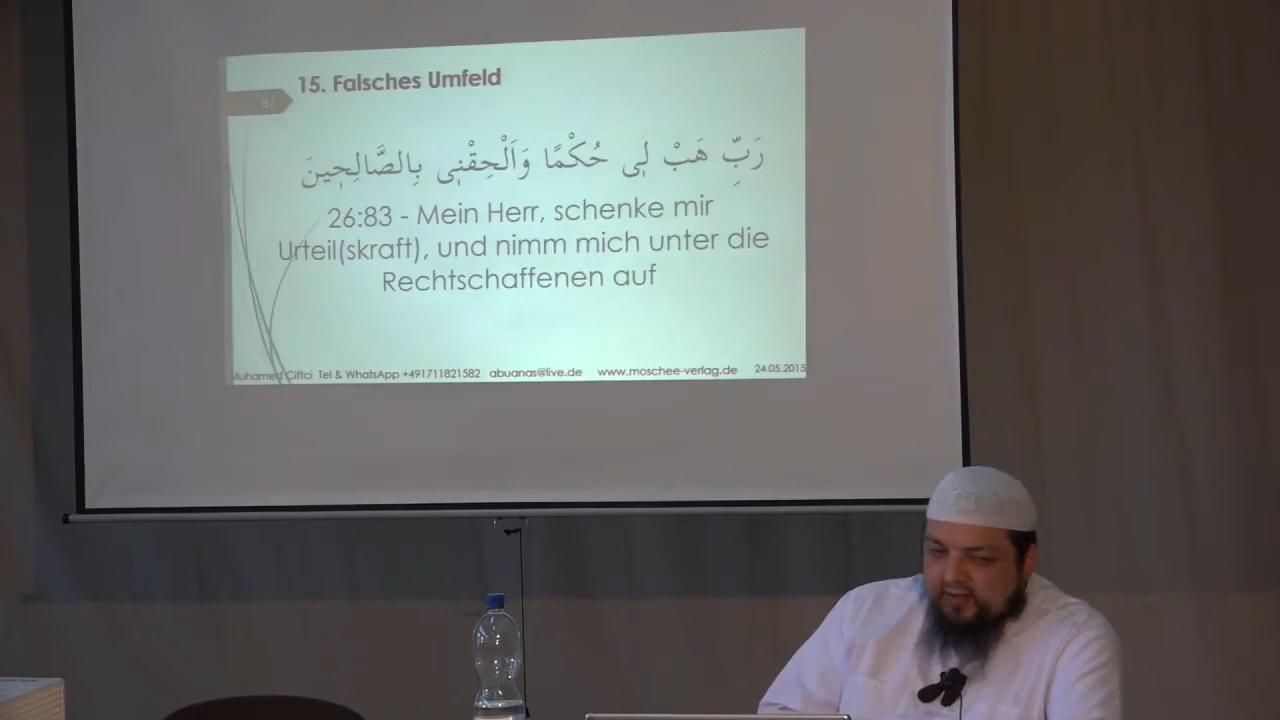 15. Falsches Umfeld
81
رَبِّ هَبْ لٖى حُكْمًا وَاَلْحِقْنٖى بِالصَّالِحٖينَ
26:83 - Mein Herr, schenke mir
Urteil(skraft), und nimm mich unter die
Rechtschaffenen auf
Muhamed Ciftci Tel & WhatsApp +491711821582 abuanas@live.de www.moschee-verlag.de 24.05.2015